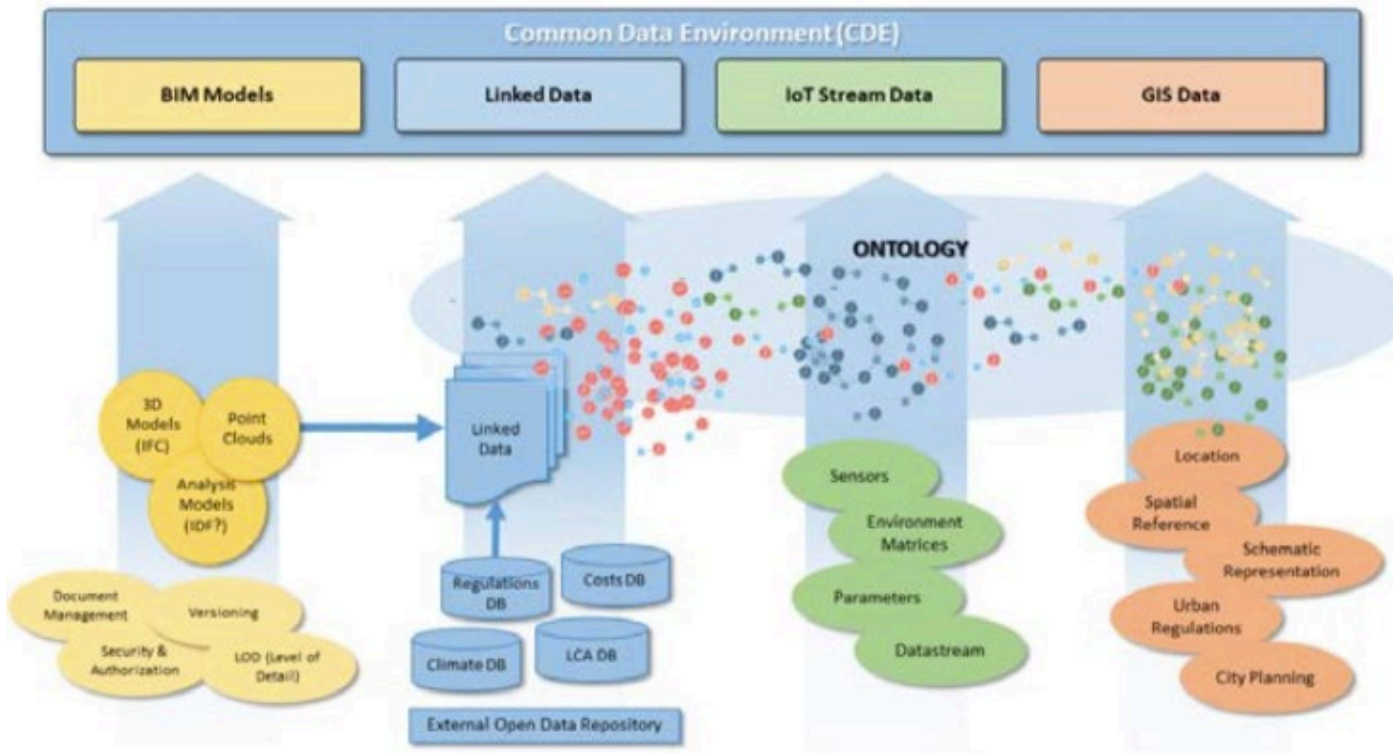 Common Data Environment (CDE)
BIM Models
Linked Data
IoT Stream Data
GIS Data
ONTOLOGY
3D
Models
(IFC)
Point
Clouds
Analysis
Models
(IDF?)
Linked
Data
Sensors
Environment
Matrices
Parameters
Datastream
Location
Spatial
Reference
Schematic
Representation
Urban
Regulations
City Planning
Document
Management
Versioning
Security &
Authorization
LOD (Level of
Detail)
Regulations
DB
Costs DB
Climate DB
LCA DB
External Open Data Repository